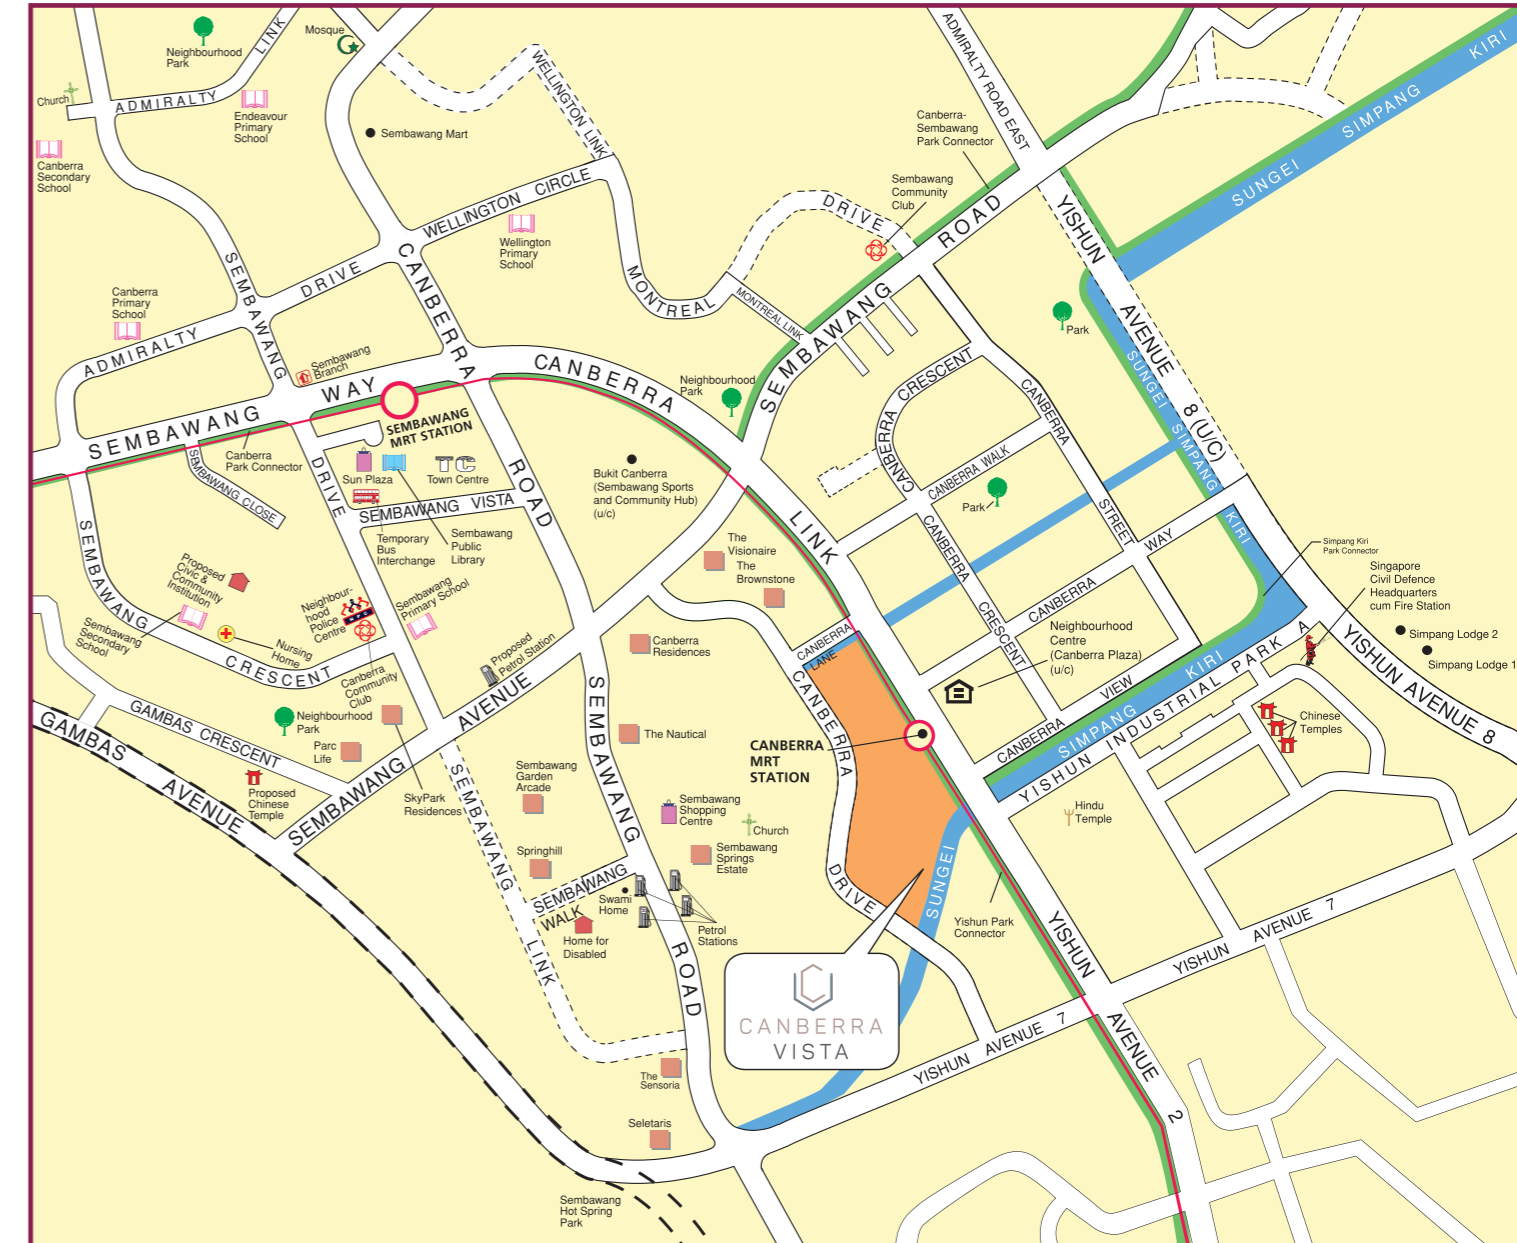 Mosque
LINK
Neighbourhood
Park
Church
ADMIRALTY
Endeavour
Primary
School
Canberra
Secondary
School
Sembawang Mart
WELLINGTON LINK
WELLINGTON CIRCLE
Wellington
Primary
School
ADMIRALTY ROAD EAST
Canberra-
Sembawang
Park Connector
Sembawang
Community
Club
DRIVE
SUNGEI SIMPANG KIRI
SEMBAWANG
DRIVE
CANBERRA
MONTREAL
MONTREAL LINK
SEMBAWANG ROAD
YISHUN AVENUE 8 (U/C)
Park
Canberra
Primary
School
ADMIRALTY
Sembawang
Branch
SEMBAWANG WAY
SEMBAWANG
MRT STATION
CANBERRA LINK
Neighbourhood
Park
CANBERRA CRESCENT
CANBERRA STREET
SUNGEI SIMPANG KIRI
Canberra
Park Connector
SEMBAWANG CLOSE
DRIVE
Sun Plaza
TC
Town Centre
ROAD
SEMBAWANG VISTA
Temporary
Bus
Interchange
Sembawang
Public
Library
Bukit Canberra
(Sembawang Sports
and Community Hub)
(u/c)
CANBERRA WALK
Park
CANBERRA CRESCENT
CANBERRA WAY
The
Visionaire
The
Brownstone
Simpang Kiri
Park Connector
Singapore
Civil Defence
Headquarters
cum Fire Station
Simpang Lodge 2
Simpang Lodge 1
SEMBAWANG CRESCENT
Proposed
Civic &
Community
Institution
Sembawang
Secondary
School
Nursing
Home
Neighbour-
hood
Police
Centre
Sembawang
Primary School
Canberra
Community
Club
Proposed
Petrol Station
Canberra
Residences
CANBERRA
LANE
Neighbourhood
Centre
(Canberra Plaza)
(u/c)
CANBERRA VIEW
SIMPANG KIRI
YISHUN INDUSTRIAL PARK A
YISHUN AVENUE 8
Chinese
Temples
GAMBAS AVENUE
GAMBAS CRESCENT
Neighbourhood
Park
Parc
Life
Proposed
Chinese
Temple
SEMBAWANG AVENUE
SkyPark
Residences
SEMBAWANG LINK
Sembawang
Garden
Arcade
The Nautical
SEMBAWANG ROAD
CANBERRA
MRT
STATION
CANBERRA DRIVE
Sembawang
Shopping
Centre
Church
Sembawang
Springs
Estate
Springhill
SEMBAWANG
WALK
Swami
Home
Home for
Disabled
Petrol
Stations
Hindu
Temple
SUNGEI
Yishun Park
Connector
CANBERRA
VISTA
YISHUN AVENUE 7
YISHUN AVENUE 7
YISHUN AVENUE 2
The
Sensoria
Seletaris
Sembawang
Hot Spring
Park